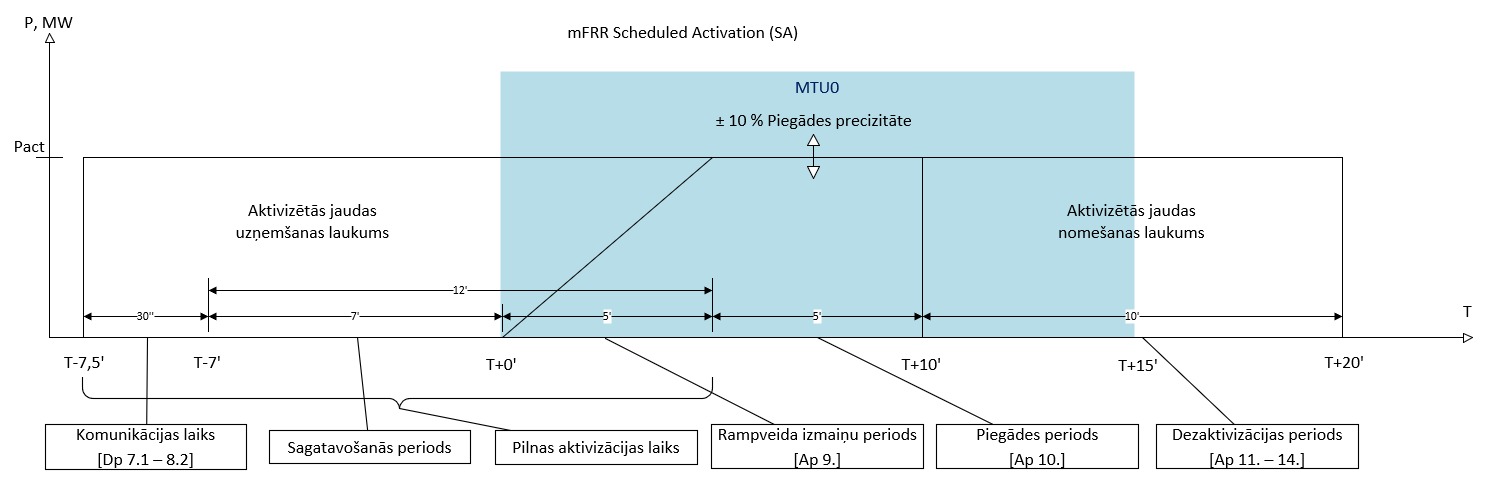 P, MW
mFRR Scheduled Activation (SA)
MTU0
± 10 % Piegādes precizitāte
Pact
Aktivizētās jaudas
uzņemšanas laukums
Aktivizētās jaudas
nomešanas laukums
12'
30''
7'
5'
5'
10'
T
T-7,5'
T-7'
T+0'
T+10'
T+15'
T+20'
Komunikācijas laiks
[Dp 7.1 – 8.2]
Sagatavošanās periods
Pilnas aktivizācijas laiks
Rampveida izmaiņu periods
[Ap 9.]
Piegādes periods
[Ap 10.]
Dezaktivizācijas periods
[Ap 11. – 14.]